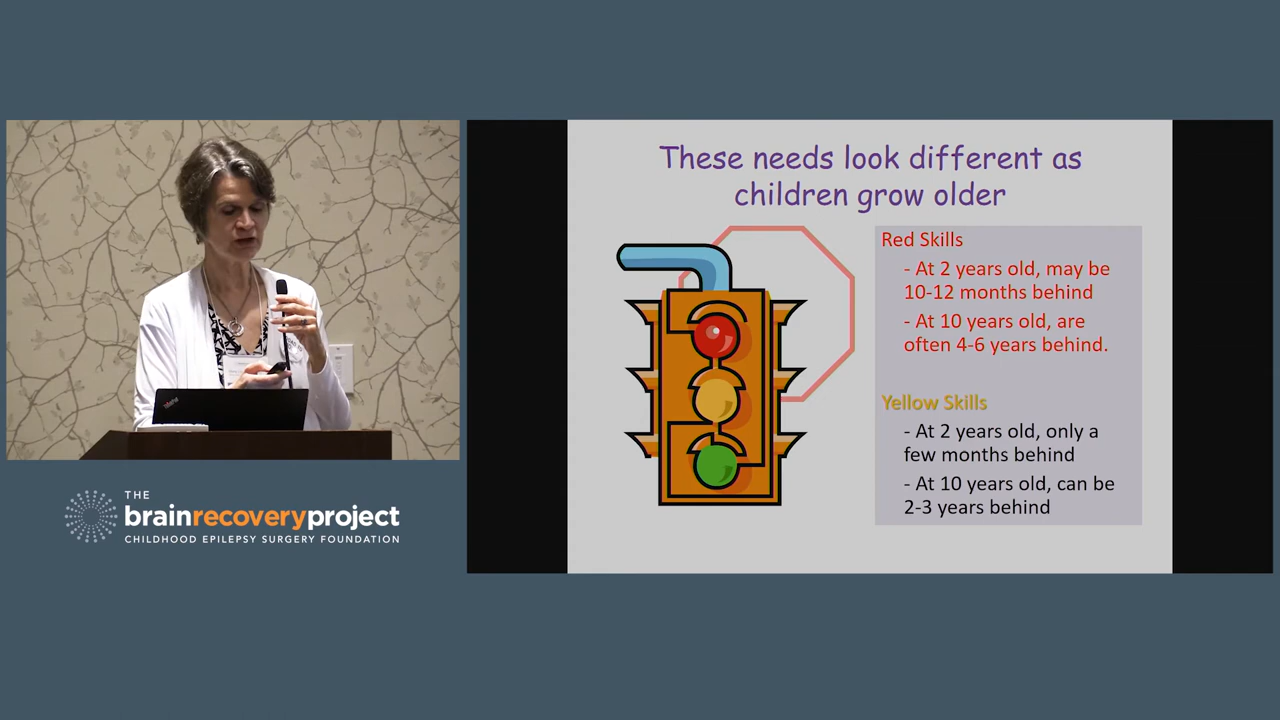 These needs look different as
children grow older
Red Skills
- At 2 years old, may be
10-12 months behind
- At 10 years old, are
often 4-6 years behind.
Yellow Skills
- At 2 years old, only a
few months behind
- At 10 years old, can be
2-3 years behind
THE
brainrecoveryproject
CHILDHOOD EPILEPSY SURGERY FOUNDATION